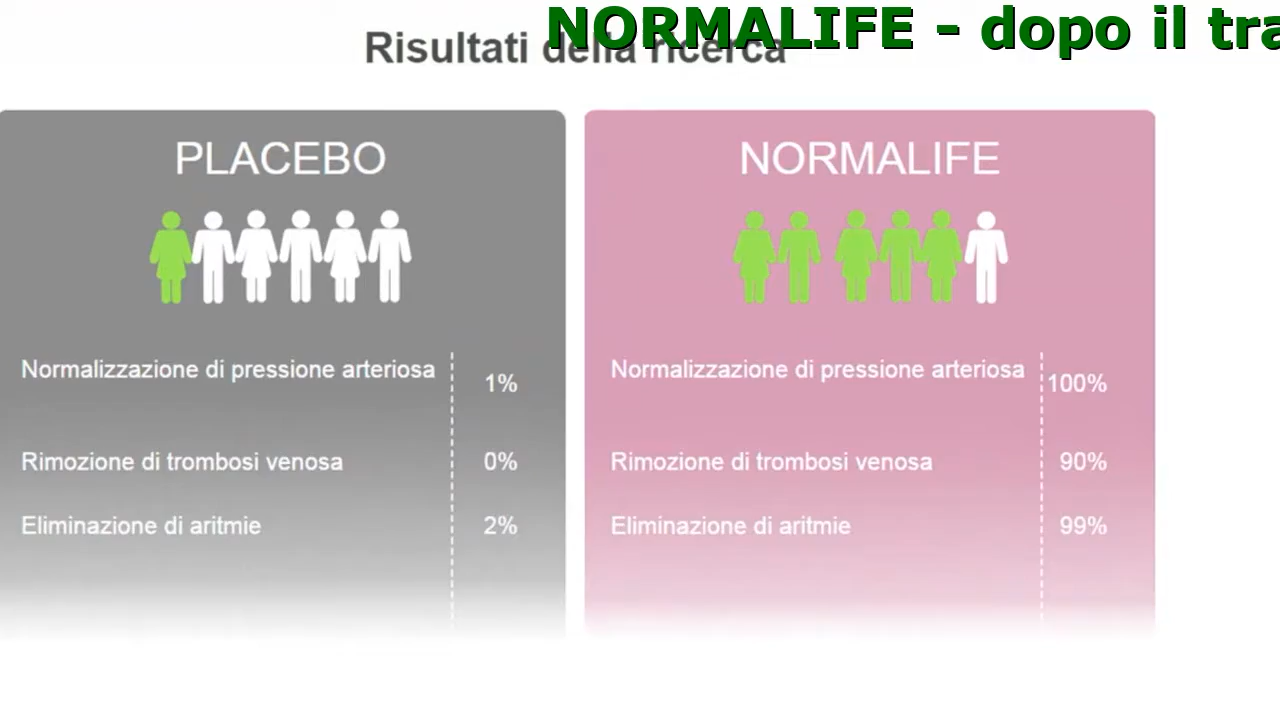 NORMALIFE - dopo il tra
Risultati della ricerca
PLACEBO
Normalizzazione di pressione arteriosa 1%
Rimozione di trombosi venosa 0%
Eliminazione di aritmie 2%
NORMALIFE
Normalizzazione di pressione arteriosa 100%
Rimozione di trombosi venosa 90%
Eliminazione di aritmie 99%